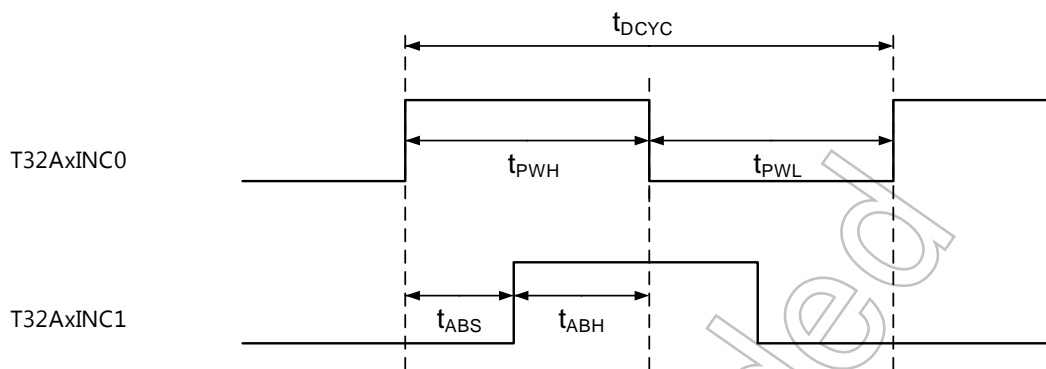 tDCYC
T32AxINC0
tPWH
tPWL
T32AxINC1
tABS
tABH